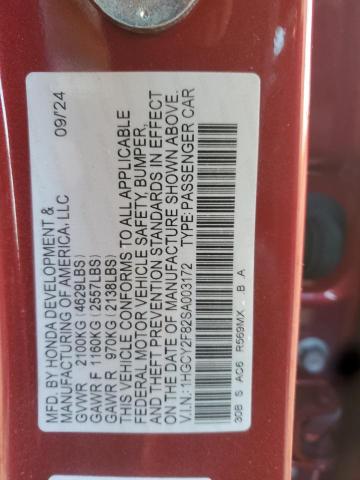 MFD. BY HONDA DEVELOPMENT & 09/24
MANUFACTURING OF AMERICA, LLC
GVWR 2100KG (4629LBS)
GAWR F 1160KG (2557LBS)
GAWR R 970KG (2138LBS)
THIS VEHICLE CONFORMS TO ALL APPLICABLE
FEDERAL MOTOR VEHICLE SAFETY, BUMPER,
AND THEFT PREVENTION STANDARDS IN EFFECT
ON THE DATE OF MANUFACTURE SHOWN ABOVE.
V.I.N.: 1HGCY2F82SA003172 TYPE: PASSENGER CAR
30B S AC6 R569MX - B A